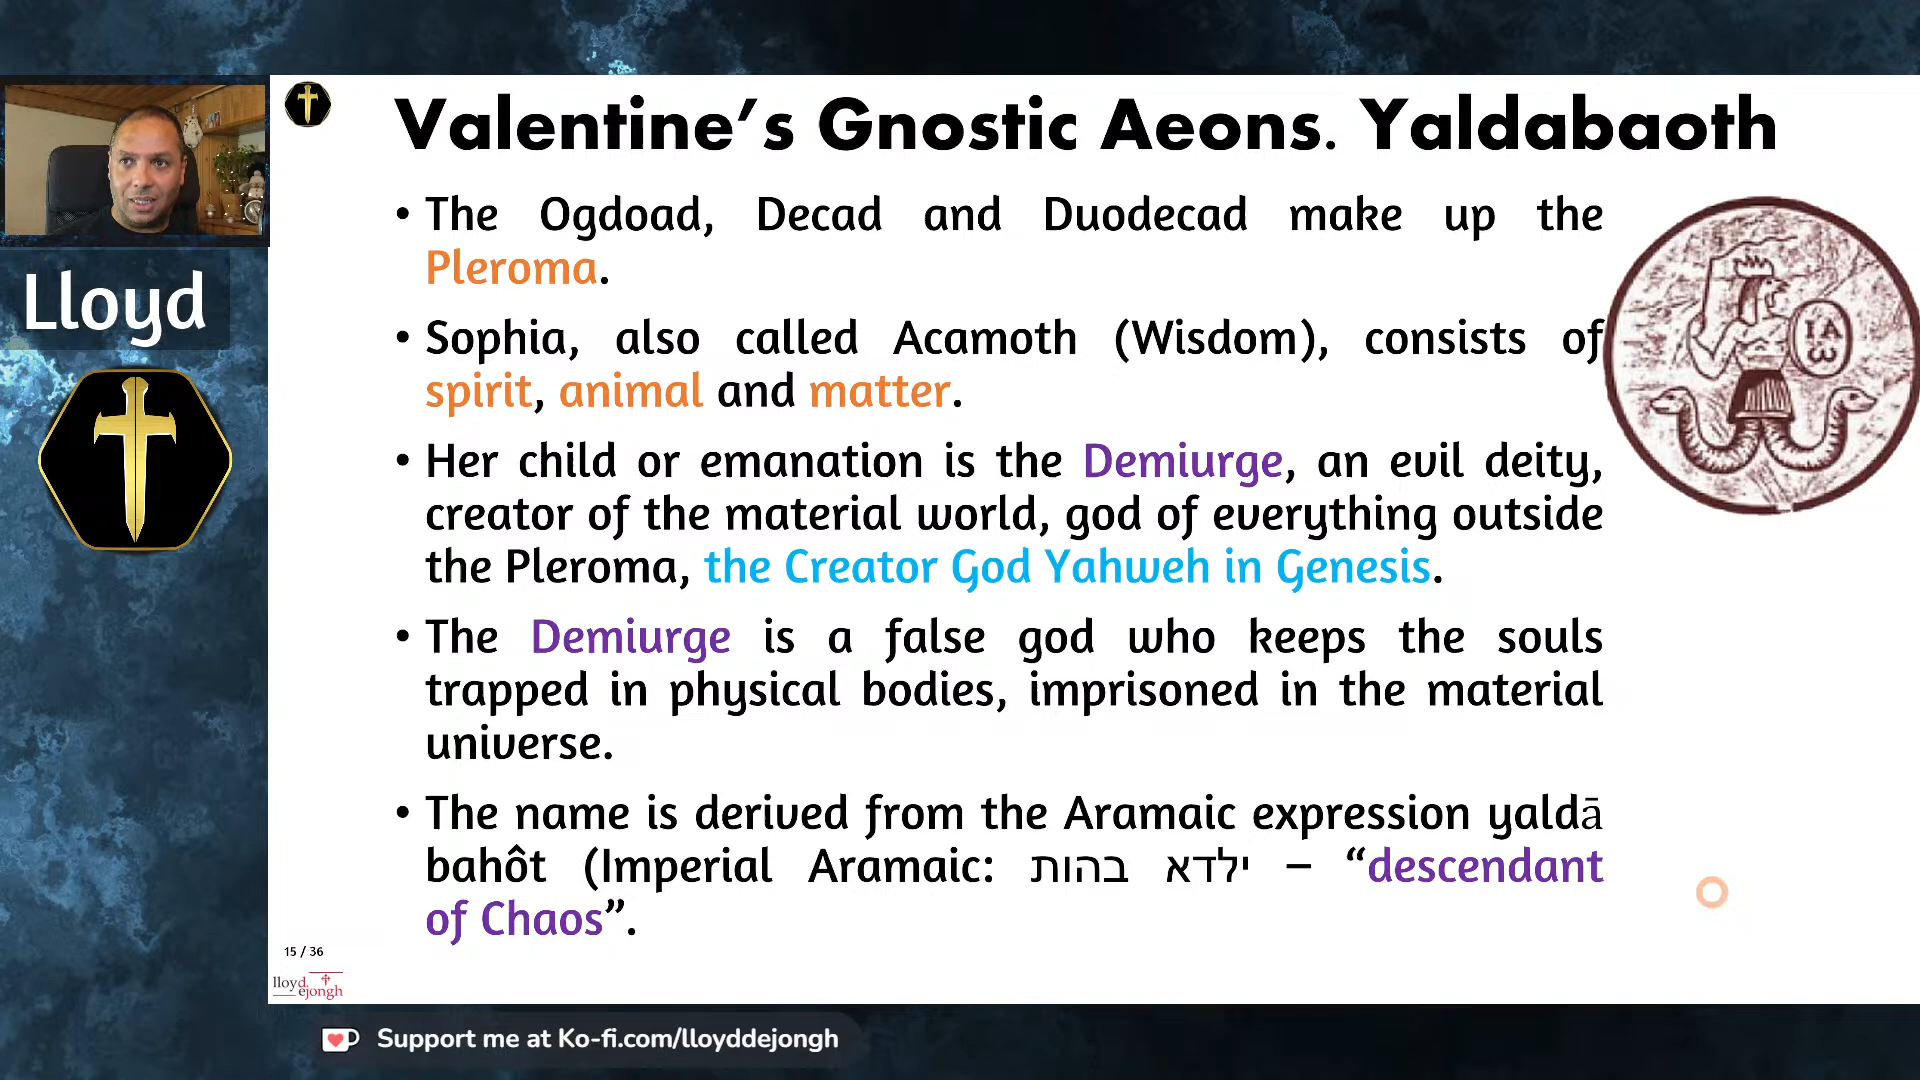 Valentine’s Gnostic Aeons. Yaldabaoth
• The Ogdoad, Decad and Duodecad make up the
Pleroma.
• Sophia, also called Acamoth (Wisdom), consists of
spirit, animal and matter.
• Her child or emanation is the Demiurge, an evil deity,
creator of the material world, god of everything outside
the Pleroma, the Creator God Yahweh in Genesis.
• The Demiurge is a false god who keeps the souls
trapped in physical bodies, imprisoned in the material
universe.
• The name is derived from the Aramaic expression yaldā
bahôt (Imperial Aramaic: ילדא בהות – “descendant
of Chaos”.
ΙΑ
ω
Lloyd
15 / 36
lloyd
ejongh
Support me at Ko-fi.com/lloyddejongh